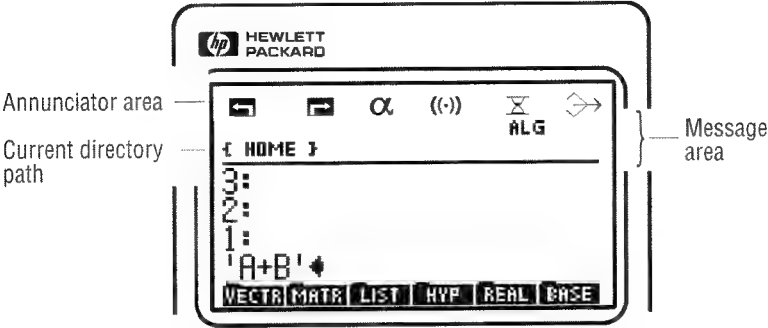 hp HEWLETT
PACKARD
Annunciator area
α ((·))
ALG
Message
area
Current directory
path
{ HOME }
3:
2:
1:
'A+B'
VECTR MATR LIST HYP REAL BASE